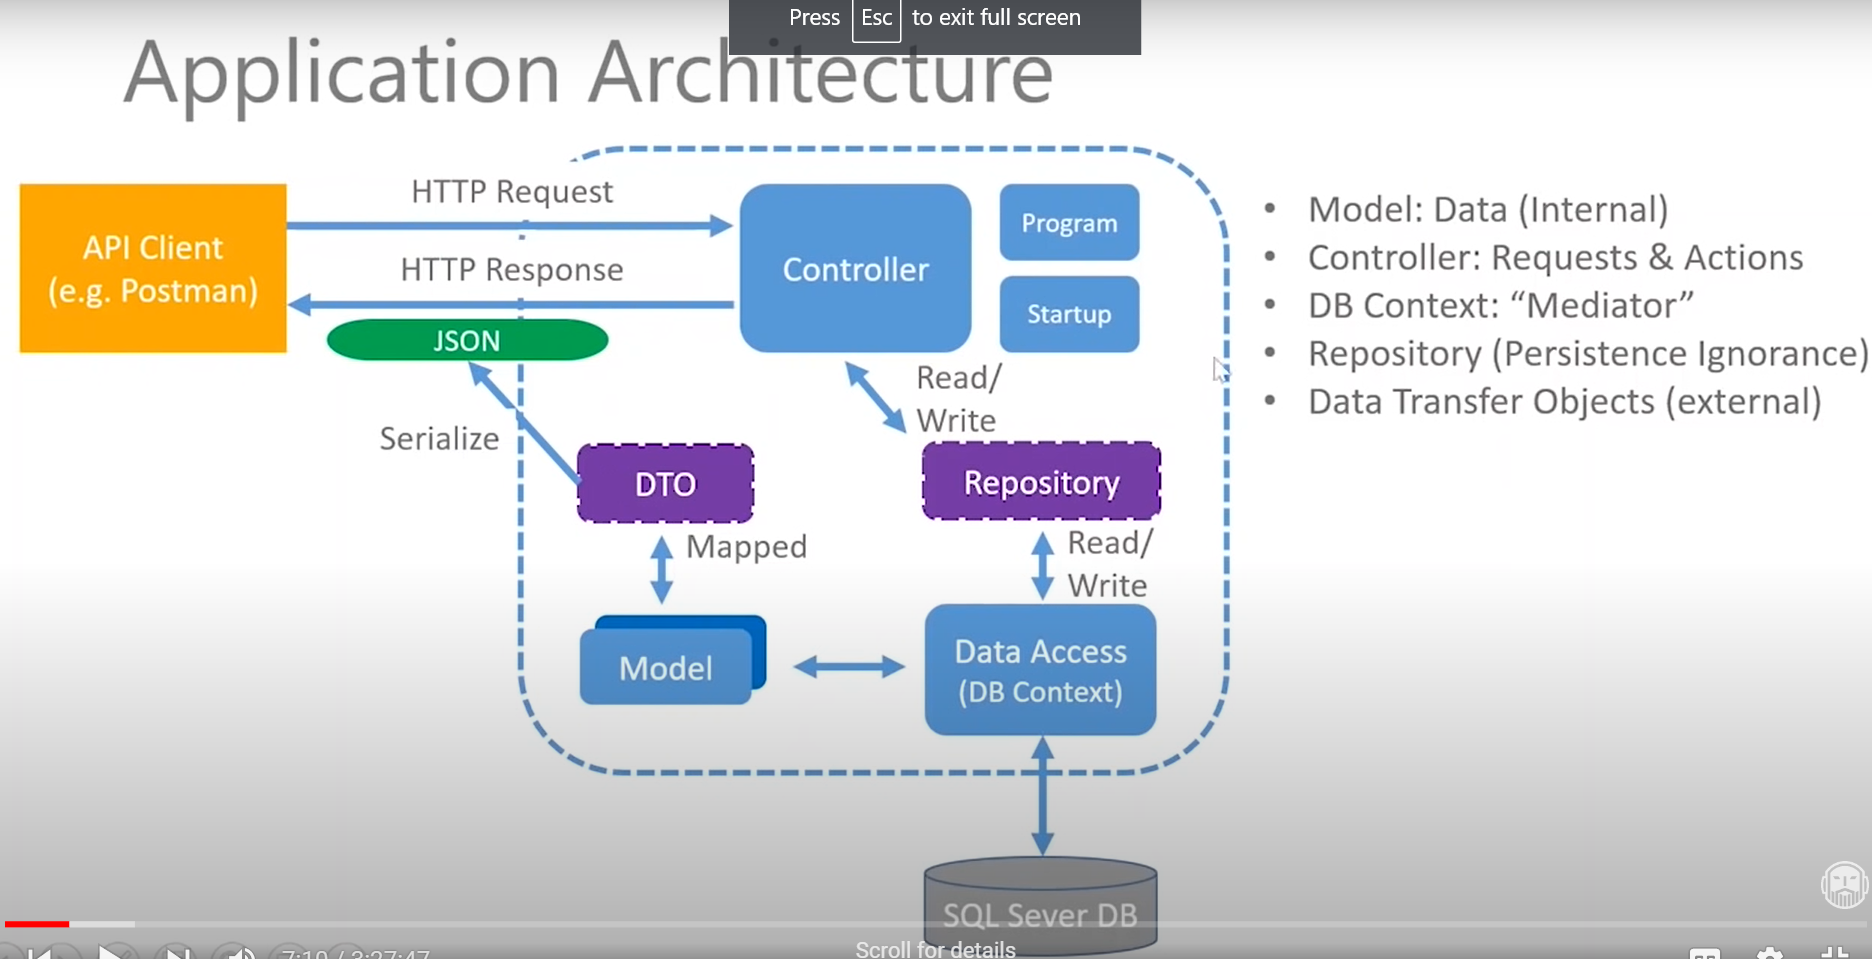 Press Esc to exit full screen
Application Architecture
HTTP Request
API Client
(e.g. Postman)
HTTP Response
JSON
Controller
Program
Startup
Read/
Write
Serialize
DTO
Repository
Mapped
Read/
Write
Model
Data Access
(DB Context)
SQL Sever DB
• Model: Data (Internal)
• Controller: Requests & Actions
• DB Context: “Mediator”
• Repository (Persistence Ignorance)
• Data Transfer Objects (external)
7:10 / 3:27:47
Scroll for details